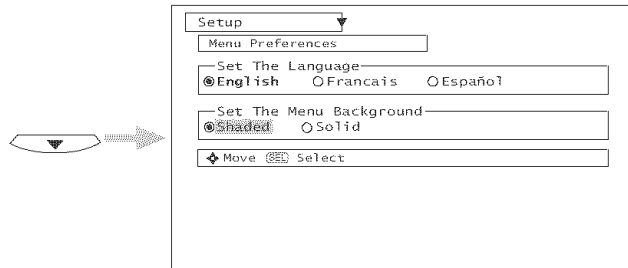 Setup
Menu Preferences
Set The Language
English Francais Español
Set The Menu Background
Shaded Solid
Move SEL Select